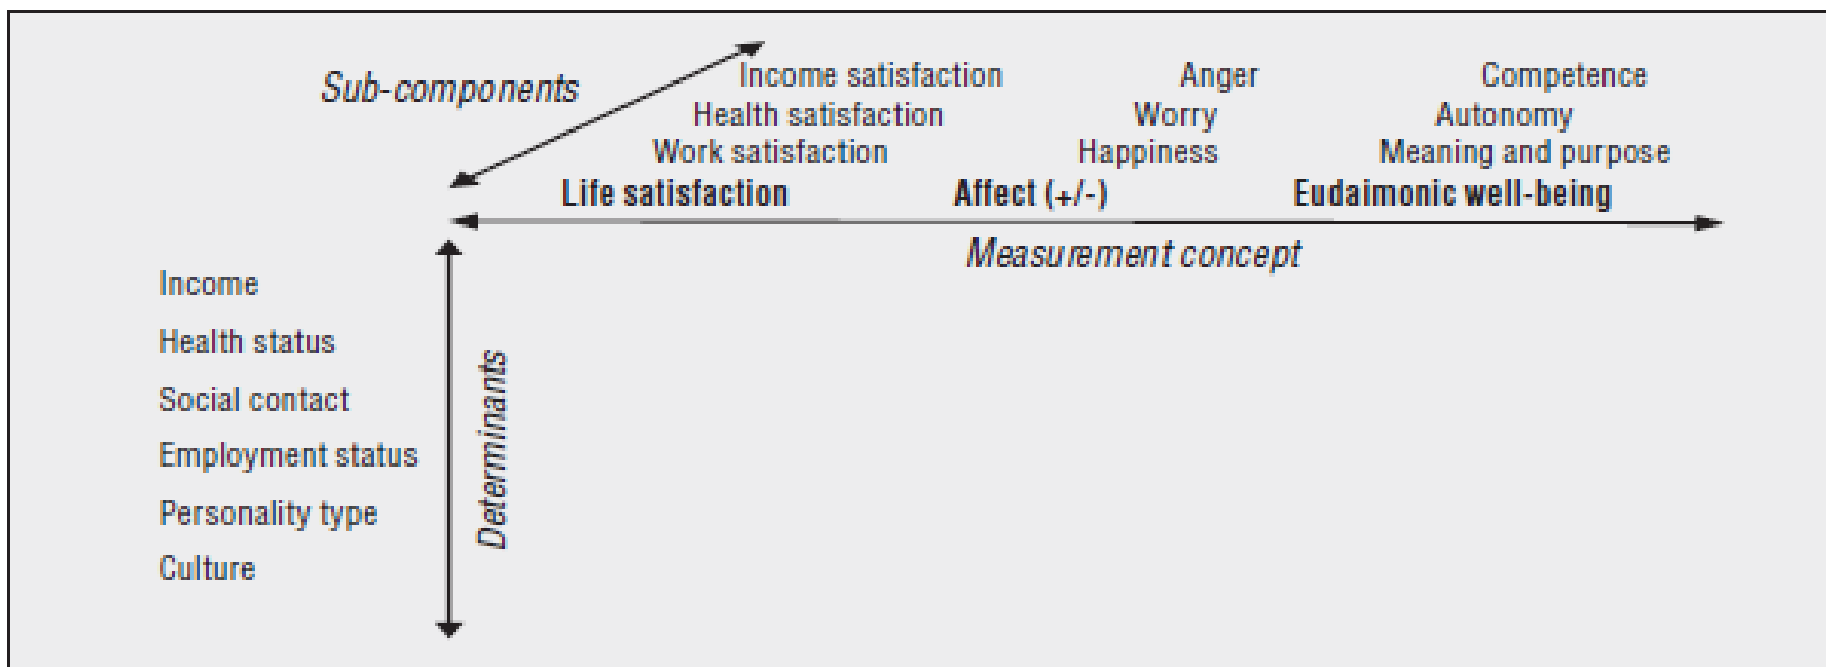 Sub-components
Income satisfaction Anger Competence
Health satisfaction Worry Autonomy
Work satisfaction Happiness Meaning and purpose
Life satisfaction Affect (+/-) Eudaimonic well-being
Measurement concept
Income
Health status
Social contact
Employment status
Personality type
Culture
Determinants